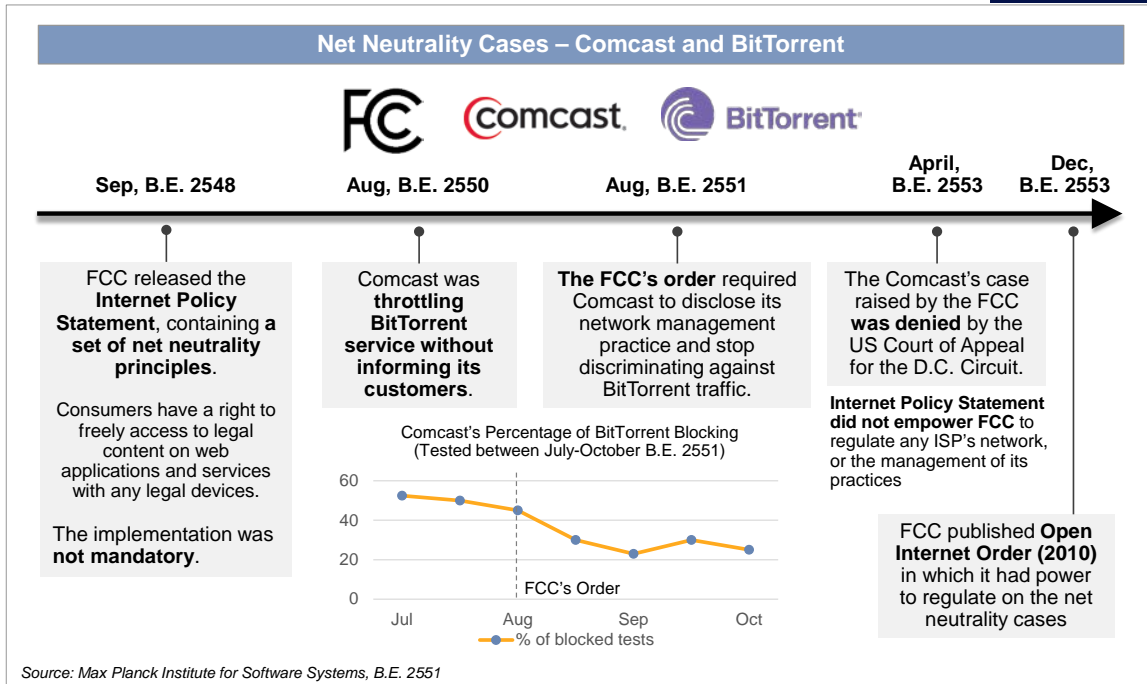 Net Neutrality Cases – Comcast and BitTorrent
FCC
comcast.
BitTorrent
Sep, B.E. 2548
Aug, B.E. 2550
Aug, B.E. 2551
April,
B.E. 2553
Dec,
B.E. 2553
FCC released the
Internet Policy
Statement, containing a
set of net neutrality
principles.
Consumers have a right to
freely access to legal
content on web
applications and services
with any legal devices.
The implementation was
not mandatory.
Comcast was
throttling
BitTorrent
service without
informing its
customers.
The FCC's order required
Comcast to disclose its
network management
practice and stop
discriminating against
BitTorrent traffic.
The Comcast's case
raised by the FCC
was denied by the
US Court of Appeal
for the D.C. Circuit.
Internet Policy Statement
did not empower FCC to
regulate any ISP's network,
or the management of its
practices
FCC published Open
Internet Order (2010)
in which it had power
to regulate on the net
neutrality cases
Comcast's Percentage of BitTorrent Blocking
(Tested between July-October B.E. 2551)
60
40
20
0
FCC's Order
Jul
Aug
Sep
Oct
% of blocked tests
Source: Max Planck Institute for Software Systems, B.E. 2551